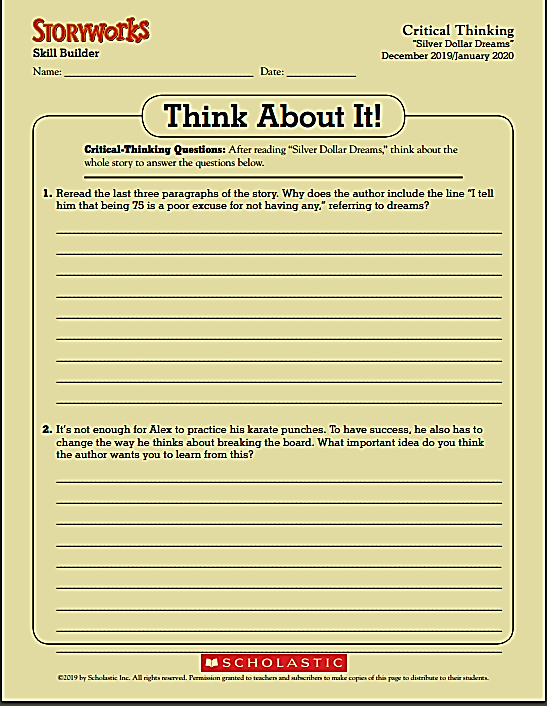 STORYWORKS
Skill Builder
Critical Thinking
"Silver Dollar Dreams"
December 2019/January 2020
Name: ______________________________ Date: ___________
Think About It!
Critical-Thinking Questions: After reading "Silver Dollar Dreams," think about the
whole story to answer the questions below.
1. Reread the last three paragraphs of the story. Why does the author include the line "I tell
him that being 75 is a poor excuse for not having any," referring to dreams?
2. It's not enough for Alex to practice his karate punches. To have success, he also has to
change the way he thinks about breaking the board. What important idea do you think
the author wants you to learn from this?
SCHOLASTIC
©2019 by Scholastic Inc. All rights reserved. Permission granted to teachers and subscribers to make copies of this page to distribute to their students.